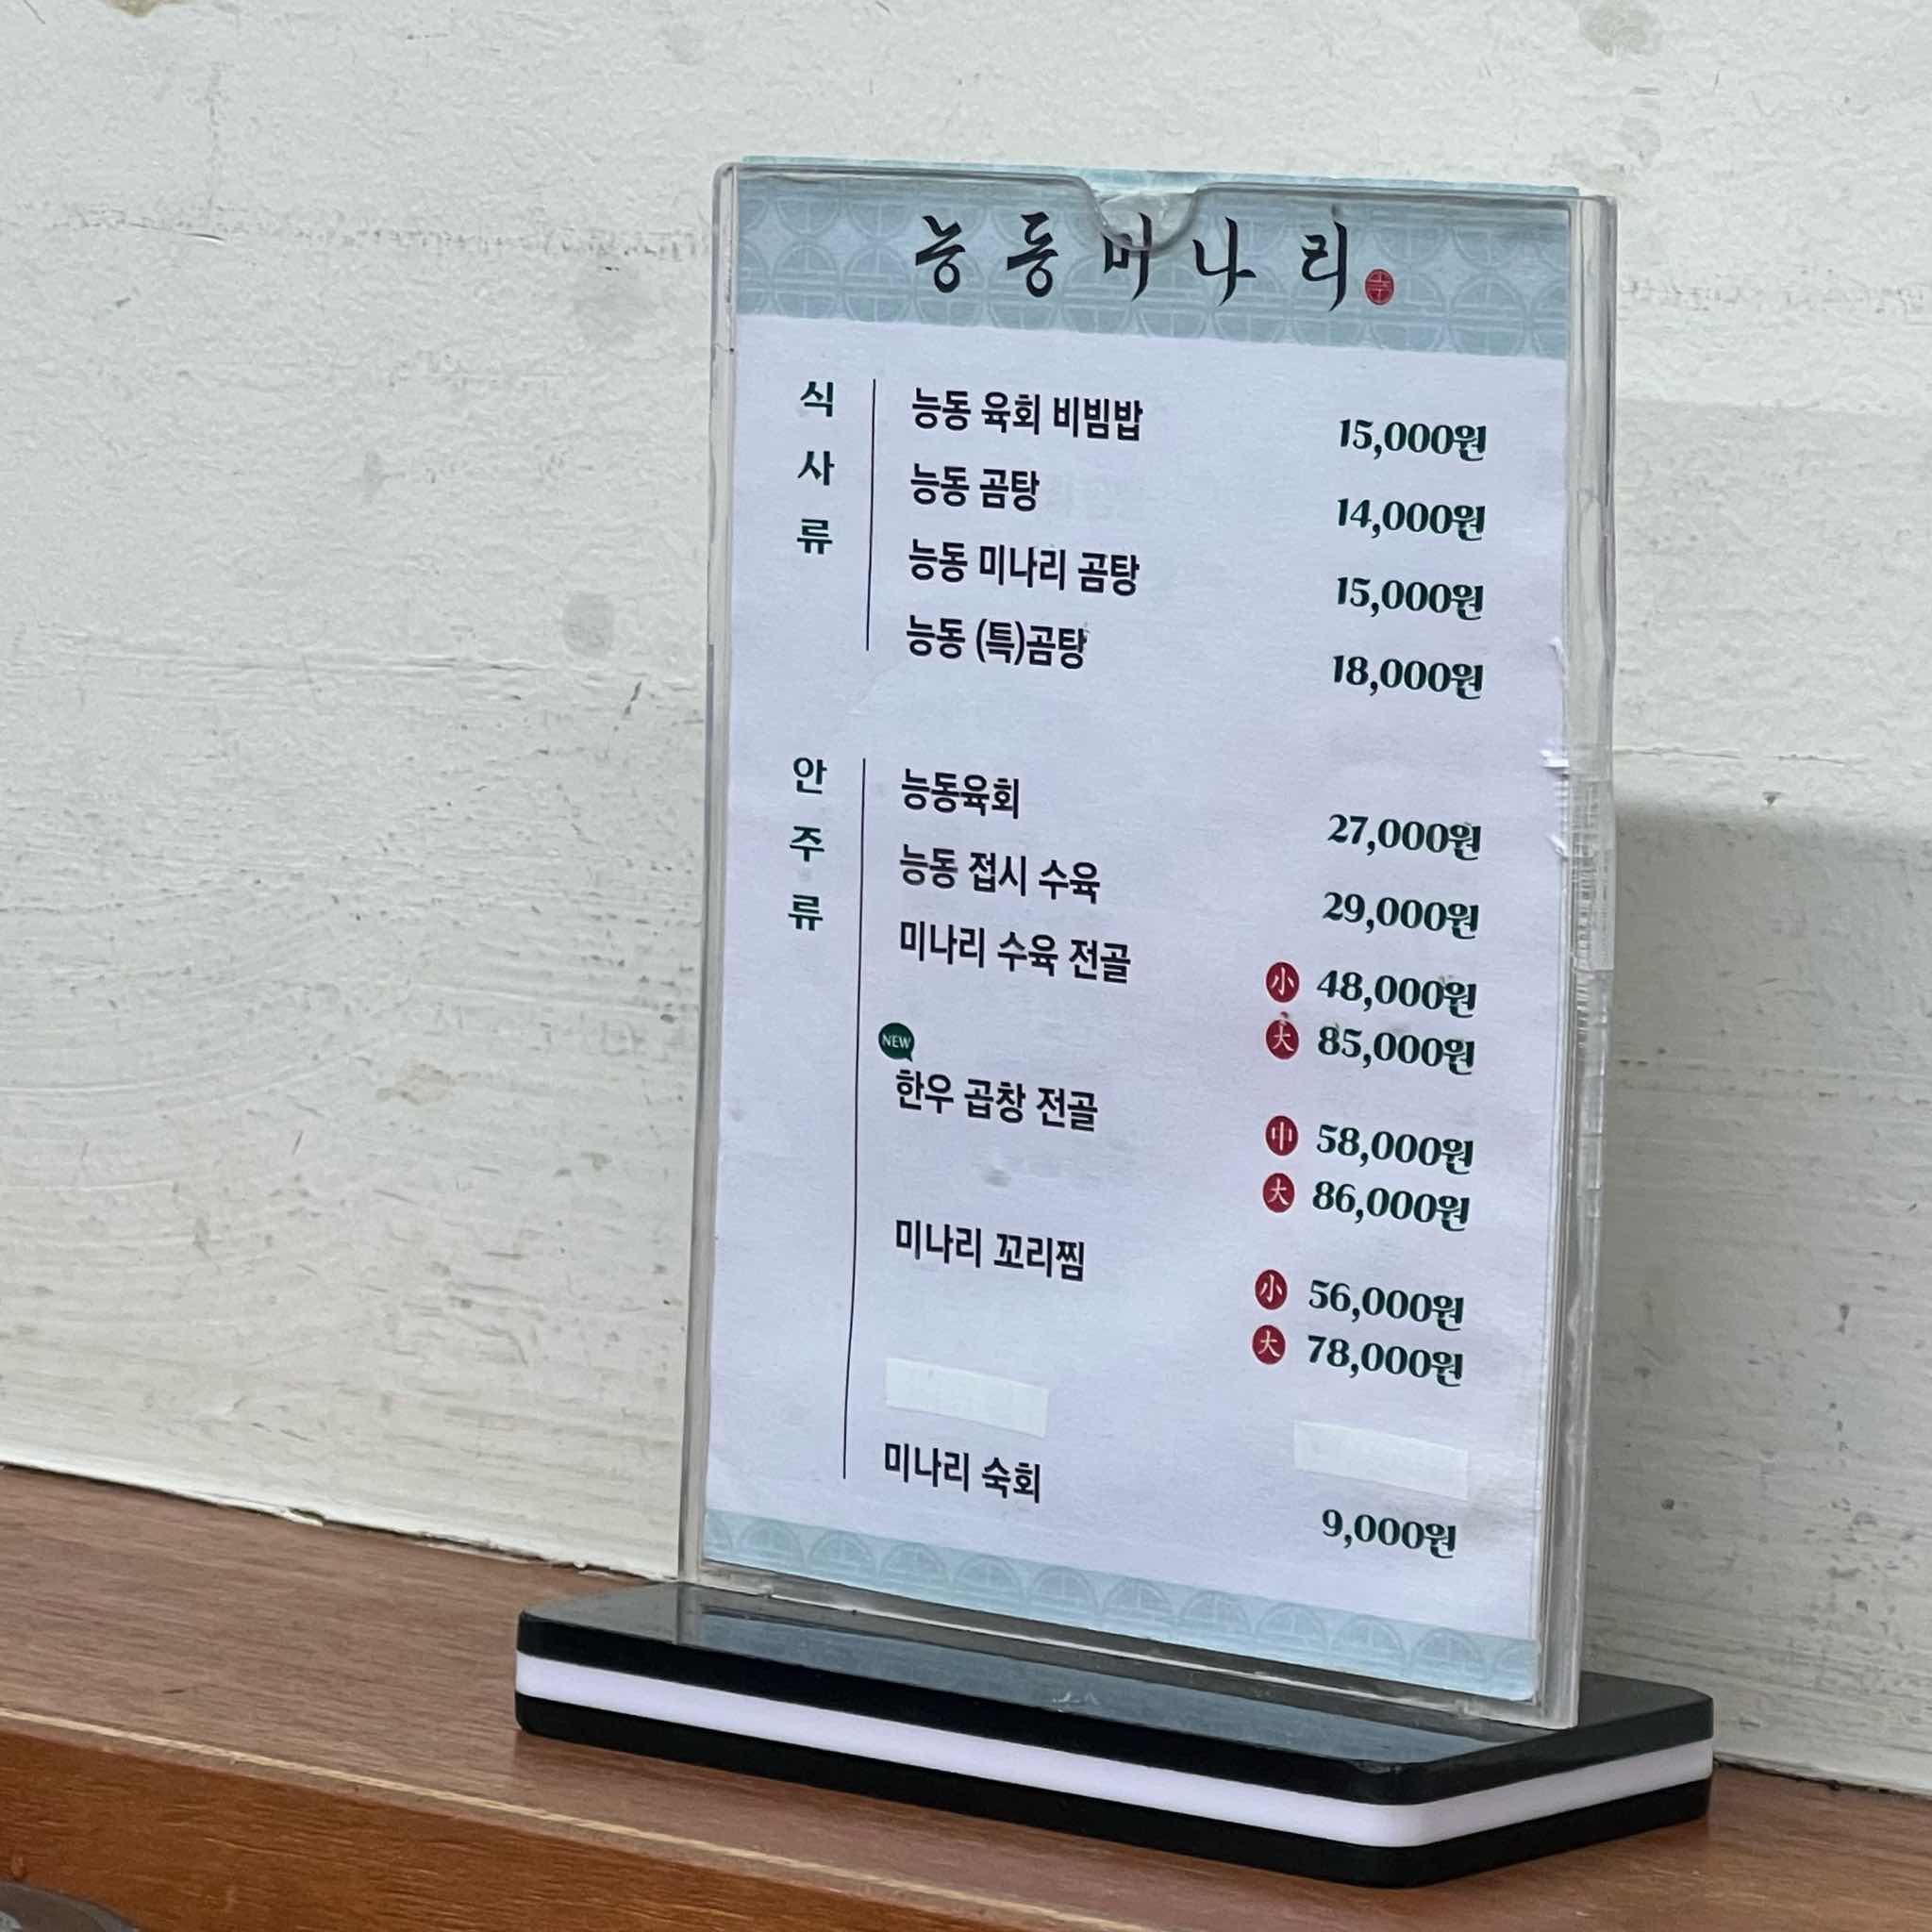 능동미나리
식사류
능동 육회 비빔밥 15,000원
능동 곰탕 14,000원
능동 미나리 곰탕 15,000원
능동 (특)곰탕 18,000원
안주류
능동육회 27,000원
능동 접시 수육 29,000원
미나리 수육 전골 小 48,000원
大 85,000원
NEW
한우 곱창 전골 中 58,000원
大 86,000원
미나리 꼬리찜 小 56,000원
大 78,000원
미나리 숙회 9,000원